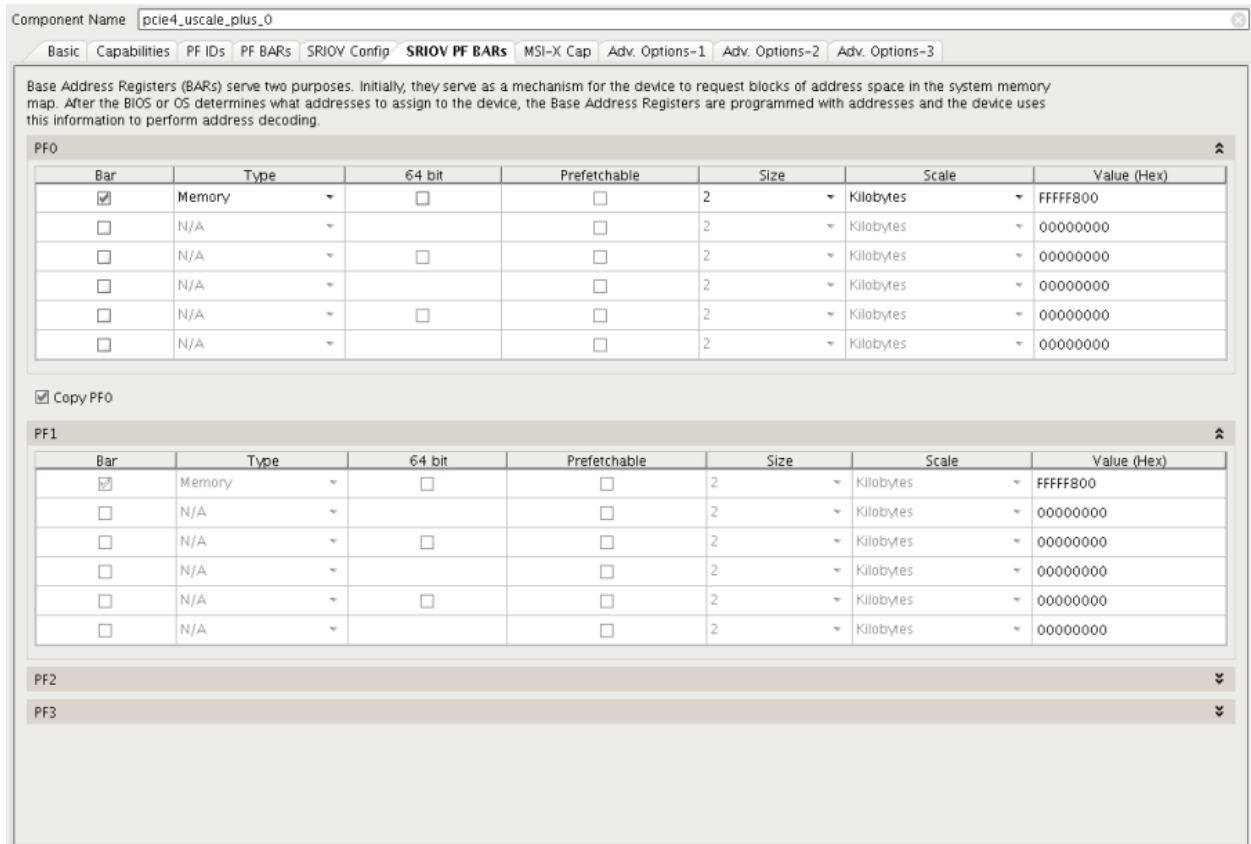 Component Name pcie4_uscale_plus_0
Basic Capabilities PF IDs PF BARs SRIOV Config SRIOV PF BARs MSI-X Cap Adv. Options-1 Adv. Options-2 Adv. Options-3
Base Address Registers (BARs) serve two purposes. Initially, they serve as a mechanism for the device to request blocks of address space in the system memory
map. After the BIOS or OS determines what addresses to assign to the device, the Base Address Registers are programmed with addresses and the device uses
this information to perform address decoding.
PF0
Bar Type 64 bit Prefetchable Size Scale Value (Hex)
Memory 2 Kilobytes FFFFF800
N/A 2 Kilobytes 00000000
N/A 2 Kilobytes 00000000
N/A 2 Kilobytes 00000000
N/A 2 Kilobytes 00000000
N/A 2 Kilobytes 00000000
Copy PF0
PF1
Bar Type 64 bit Prefetchable Size Scale Value (Hex)
Memory 2 Kilobytes FFFFF800
N/A 2 Kilobytes 00000000
N/A 2 Kilobytes 00000000
N/A 2 Kilobytes 00000000
N/A 2 Kilobytes 00000000
N/A 2 Kilobytes 00000000
PF2
PF3